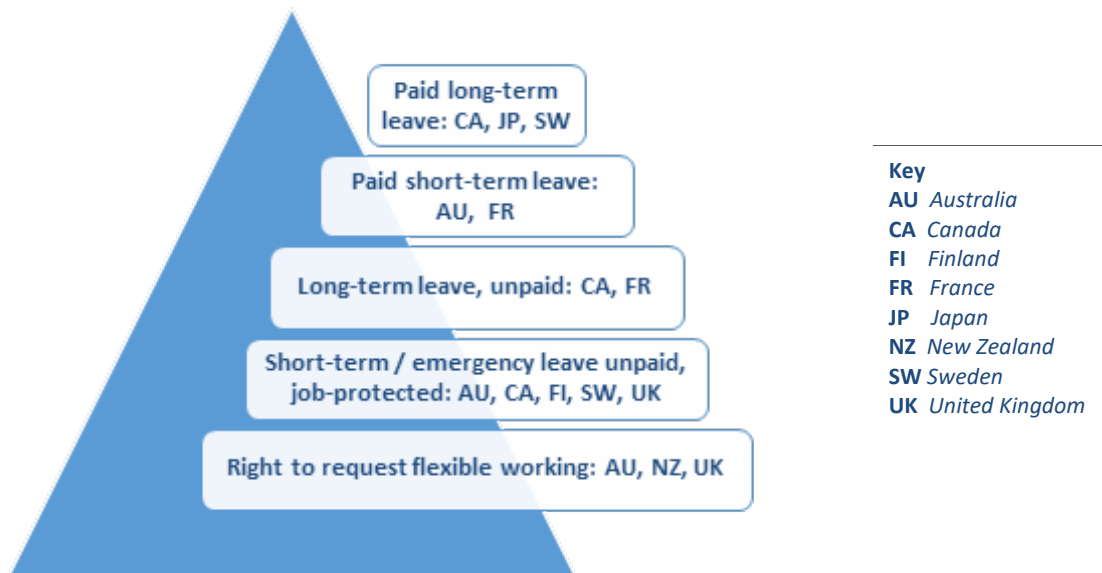 Paid long-term
leave: CA, JP, SW
Paid short-term leave:
AU, FR
Long-term leave, unpaid: CA, FR
Short-term / emergency leave unpaid,
job-protected: AU, CA, FI, SW, UK
Right to request flexible working: AU, NZ, UK
Key
AU Australia
CA Canada
FI Finland
FR France
JP Japan
NZ New Zealand
SW Sweden
UK United Kingdom